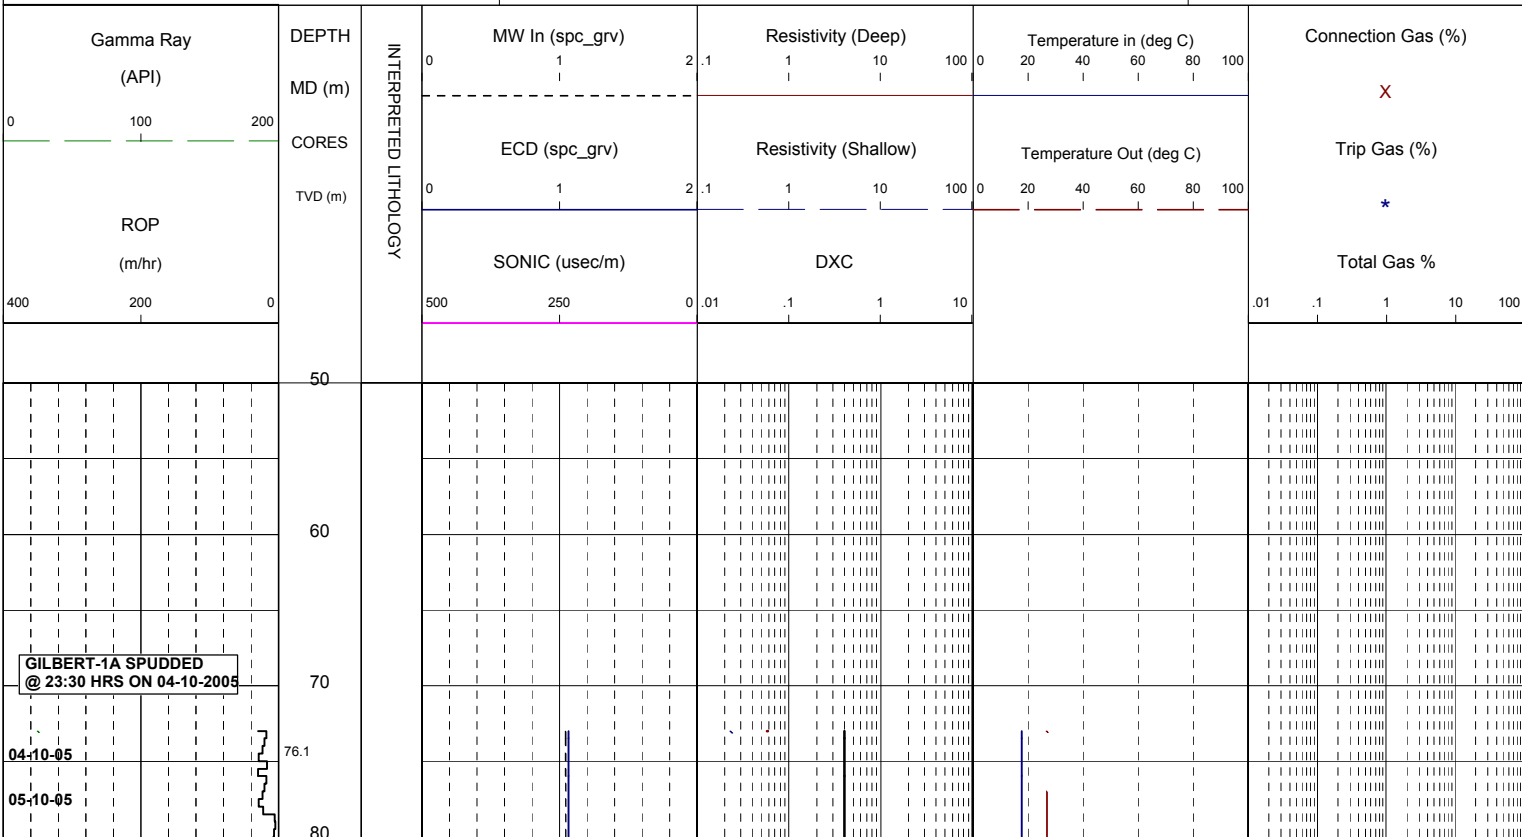 Gamma Ray
(API)
0 100 200
ROP
(m/hr)
400 200 0
DEPTH
MD (m)
CORES
TVD (m)
INTERPRETED LITHOLOGY
MW In (spc_grv)
0 1 2
ECD (spc_grv)
0 1 2
SONIC (usec/m)
500 250 0
Resistivity (Deep)
.1 1 10 100
Resistivity (Shallow)
.1 1 10 100
DXC
.01 .1 1 10
Temperature in (deg C)
0 20 40 60 80 100
Temperature Out (deg C)
0 20 40 60 80 100
Connection Gas (%)
X
Trip Gas (%)
*
Total Gas %
.01 .1 1 10 100
50
60
GILBERT-1A SPUDDED
@ 23:30 HRS ON 04-10-2005
70
04-10-05
76.1
05-10-05
80